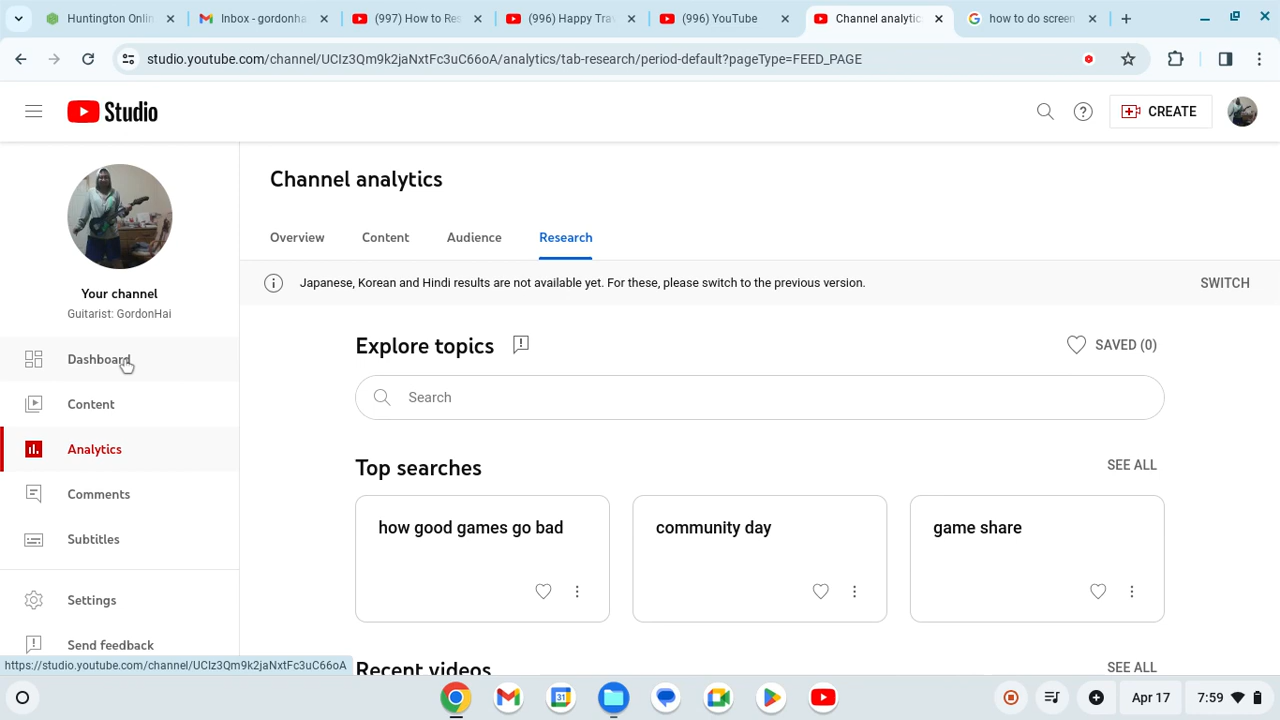 Huntington Onlin
Inbox - gordonha
(997) How to Res
(996) Happy Tra
(996) YouTube
Channel analytic
how to do screen
studio.youtube.com/channel/UCIz3Qm9k2jaNxtFc3uC66oA/analytics/tab-research/period-default?pageType=FEED_PAGE
Studio
CREATE
Your channel
Guitarist: GordonHai
Dashboard
Content
Analytics
Comments
Subtitles
Settings
Send feedback
https://studio.youtube.com/channel/UCIz3Qm9k2jaNxtFc3uC66oA
Channel analytics
Overview
Content
Audience
Research
Japanese, Korean and Hindi results are not available yet. For these, please switch to the previous version.
SWITCH
Explore topics
SAVED (0)
Search
Top searches
SEE ALL
how good games go bad
community day
game share
Recent videos
SEE ALL
31
Apr 17
7:59